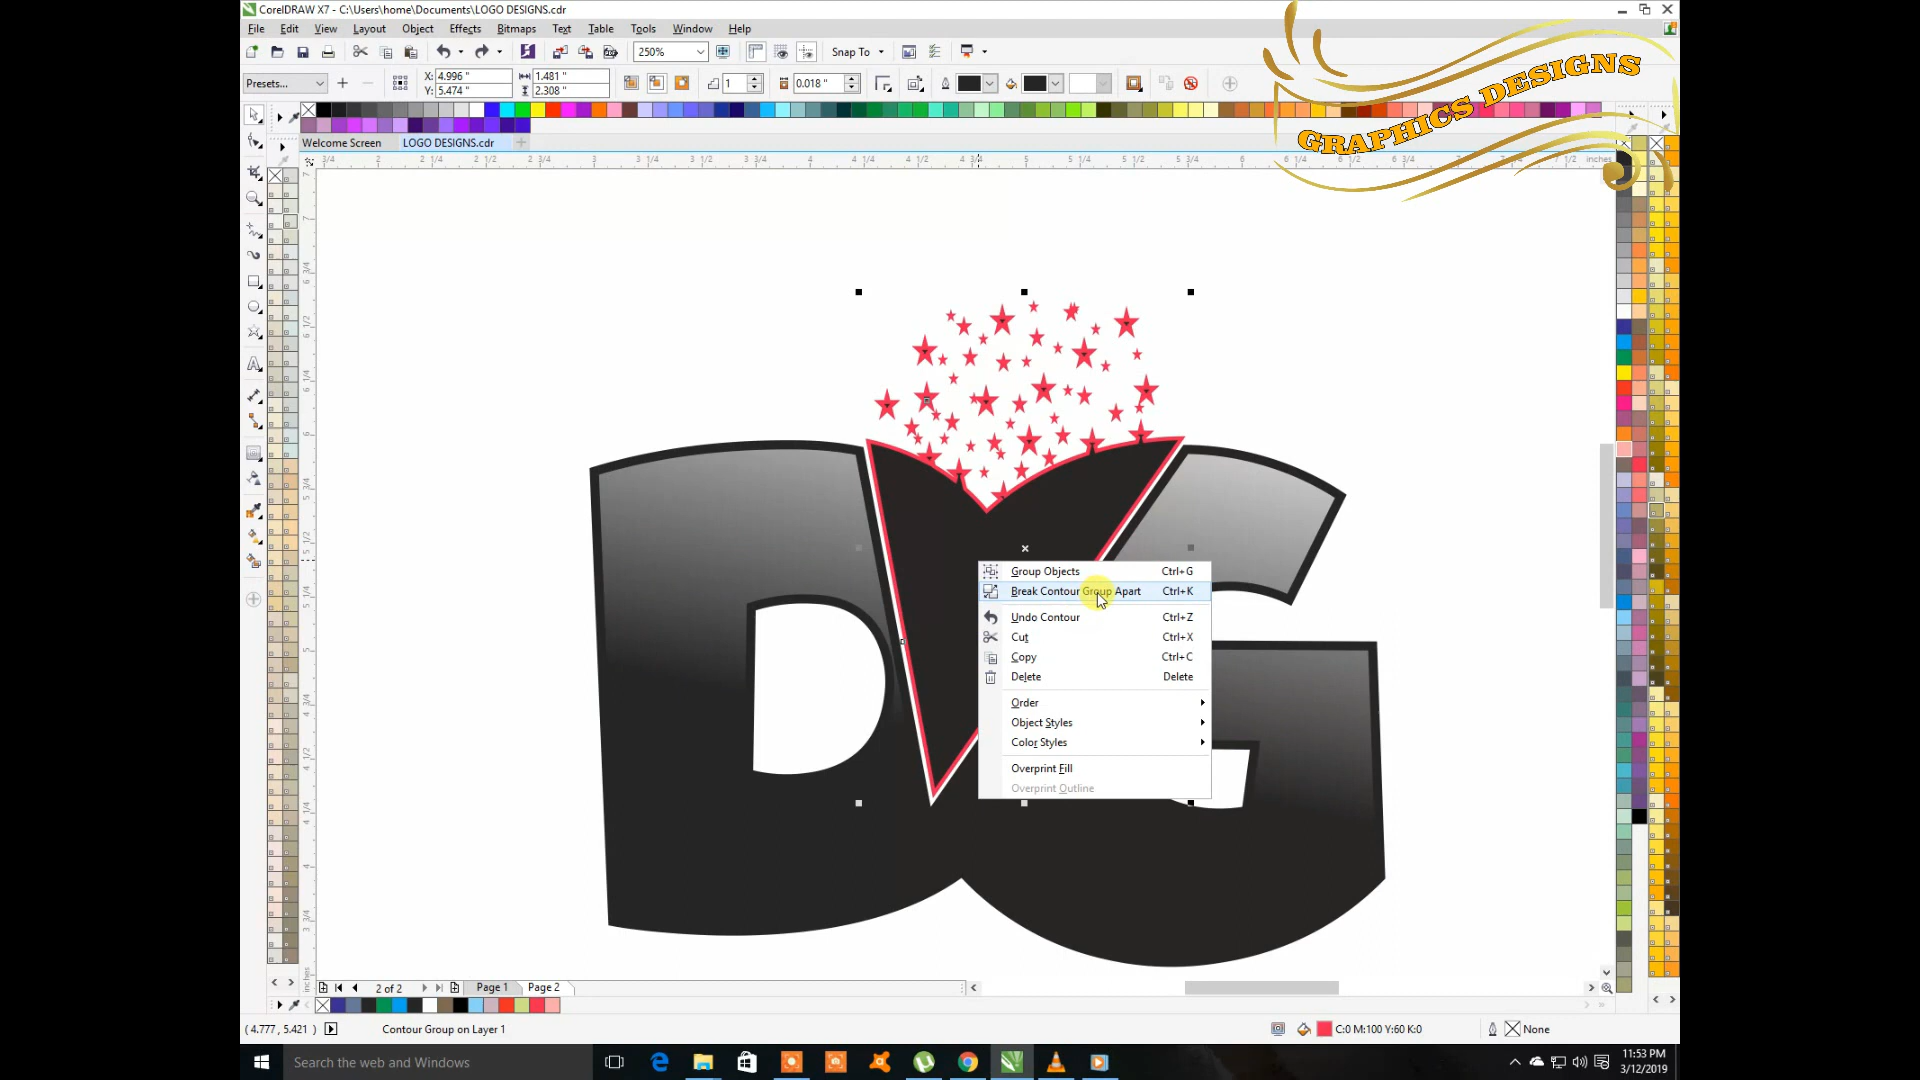 CorelDRAW X7 - C:\Users\home\Documents\LOGO DESIGNS.cdr
File Edit View Layout Object Effects Bitmaps Text Table Tools Window Help
250% Snap To
GRAPHICS DESIGNS
Presets... X: 4.996 " 1.481 " 1 0.018 "
Y: 5.474 " 2.308 "
Welcome Screen LOGO DESIGNS.cdr
inches
DVG
Group Objects Ctrl+G
Break Contour Group Apart Ctrl+K
Undo Contour Ctrl+Z
Cut Ctrl+X
Copy Ctrl+C
Delete Delete
Order
Object Styles
Color Styles
Overprint Fill
Overprint Outline
2 of 2 Page 1 Page 2
( 4.777 , 5.421 ) Contour Group on Layer 1 C:0 M:100 Y:60 K:0 None
Search the web and Windows
11:53 PM
3/12/2019